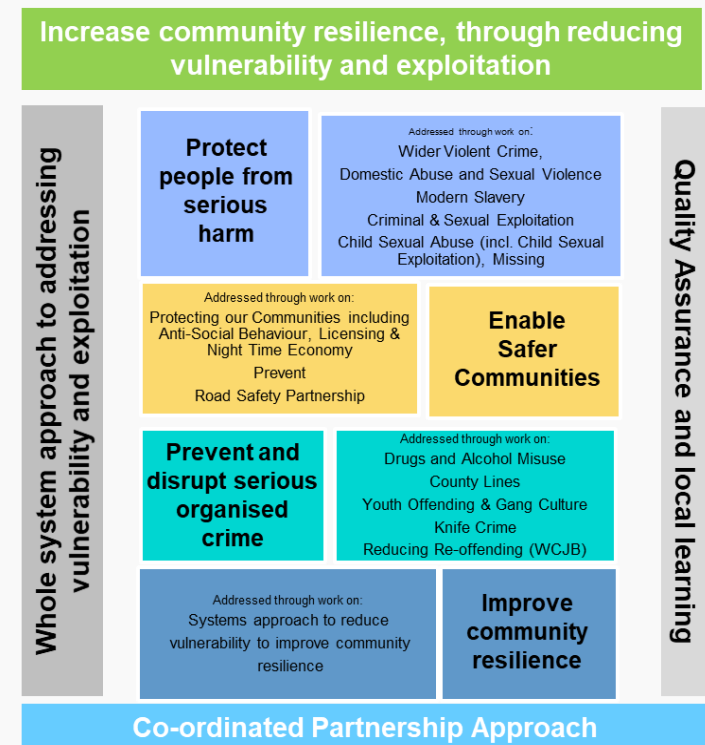 Increase community resilience, through reducing
vulnerability and exploitation
Whole system approach to addressing
vulnerability and exploitation
Protect
people from
serious
harm
Addressed through work on:
Wider Violent Crime,
Domestic Abuse and Sexual Violence
Modern Slavery
Criminal & Sexual Exploitation
Child Sexual Abuse (incl. Child Sexual
Exploitation), Missing
Addressed through work on:
Protecting our Communities including
Anti-Social Behaviour, Licensing &
Night Time Economy
Prevent
Road Safety Partnership
Enable
Safer
Communities
Prevent and
disrupt serious
organised
crime
Addressed through work on:
Drugs and Alcohol Misuse
County Lines
Youth Offending & Gang Culture
Knife Crime
Reducing Re-offending (WCJB)
Addressed through work on:
Systems approach to reduce
vulnerability to improve community
resilience
Improve
community
resilience
Quality Assurance and local learning
Co-ordinated Partnership Approach